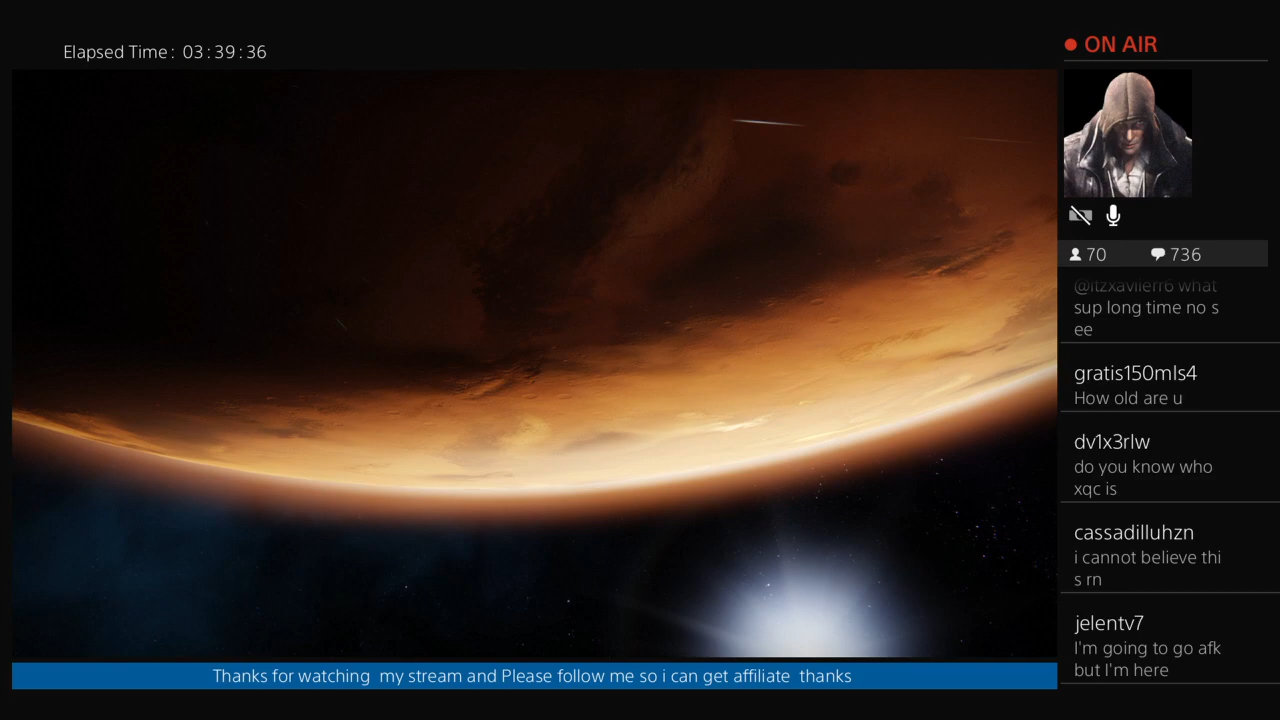 Elapsed Time: 03:39:36
ON AIR
70 736
@itzxavilerr6 what
sup long time no s
ee
gratis150mls4
How old are u
dv1x3rlw
do you know who
xqc is
cassadilluhzn
i cannot believe thi
s rn
jelentv7
I'm going to go afk
but I'm here
Thanks for watching my stream and Please follow me so i can get affiliate thanks